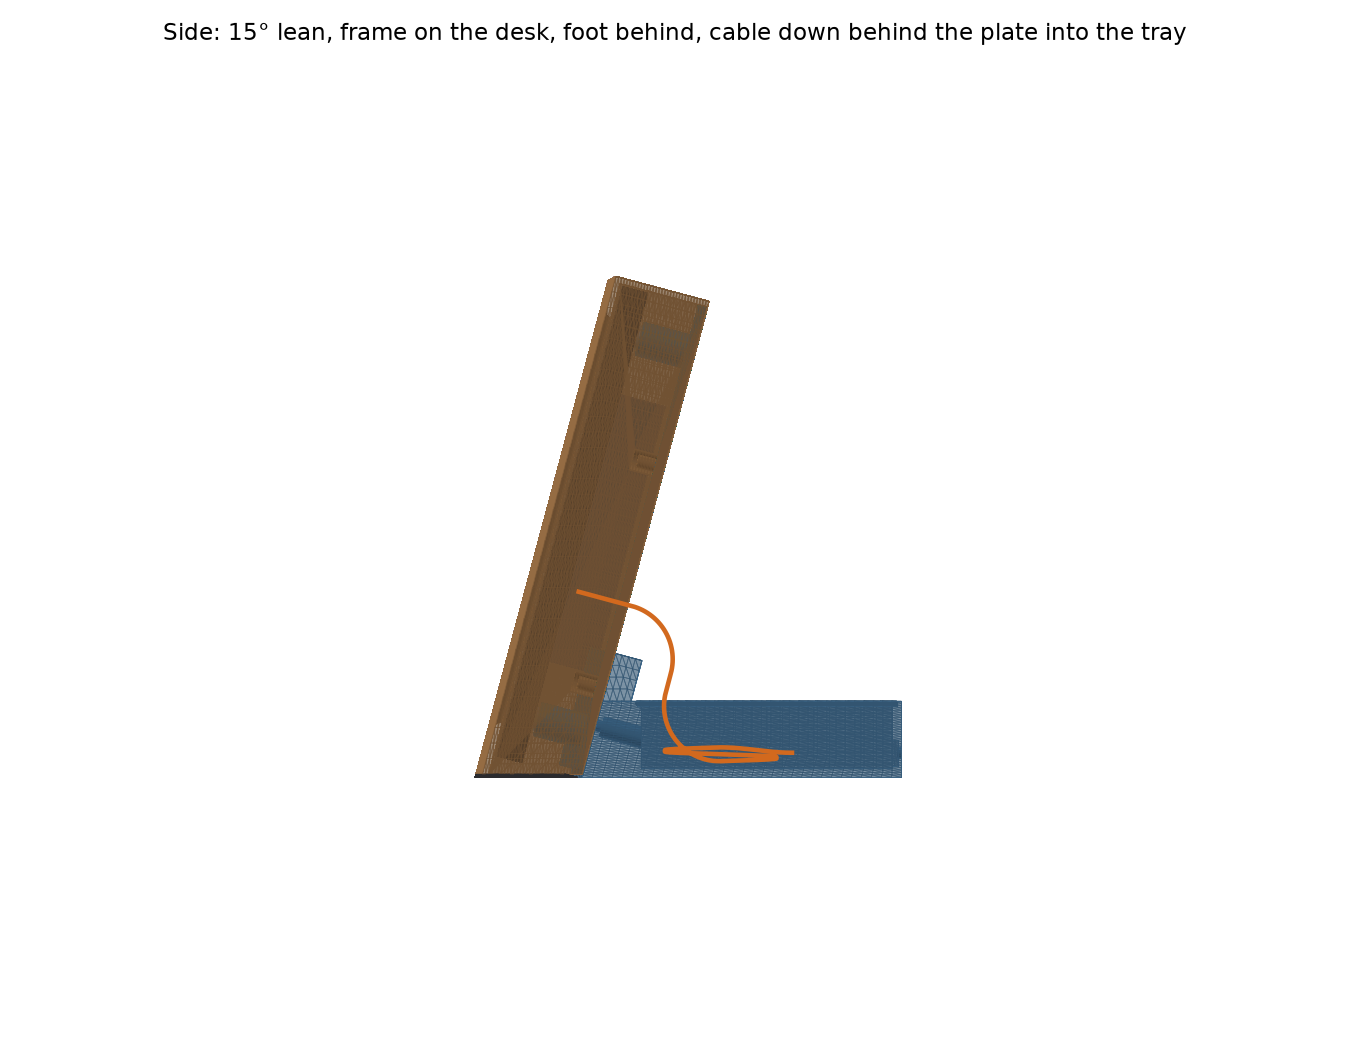 Side: 15° lean, frame on the desk, foot behind, cable down behind the plate into the tray